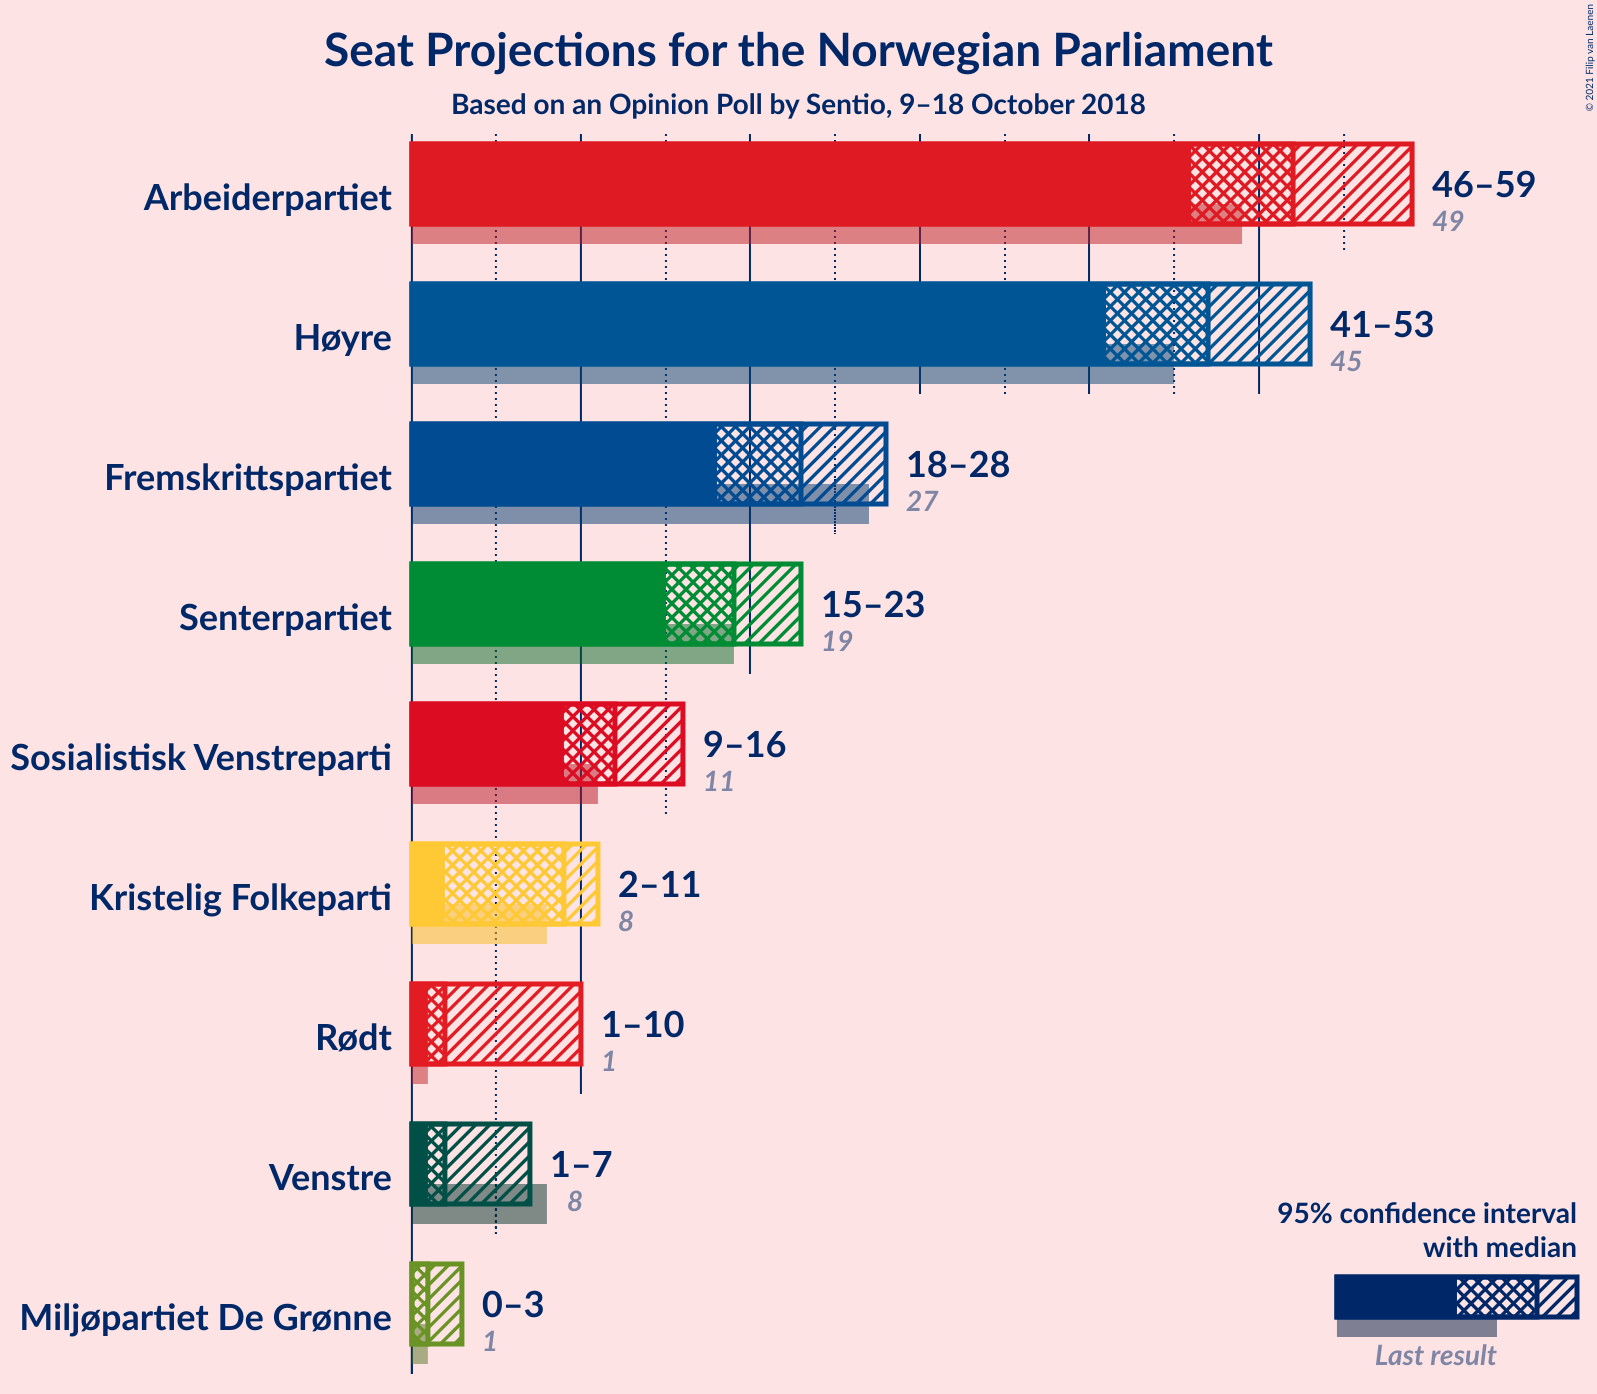 Seat Projections for the Norwegian Parliament
Based on an Opinion Poll by Sentio, 9–18 October 2018
© 2021 Filip van Laenen
Arbeiderpartiet
46–59
49
Høyre
41–53
45
Fremskrittspartiet
18–28
27
Senterpartiet
15–23
19
Sosialistisk Venstreparti
9–16
11
Kristelig Folkeparti
2–11
8
Rødt
1–10
1
Venstre
1–7
8
Miljøpartiet De Grønne
0–3
1
95% confidence interval
with median
Last result